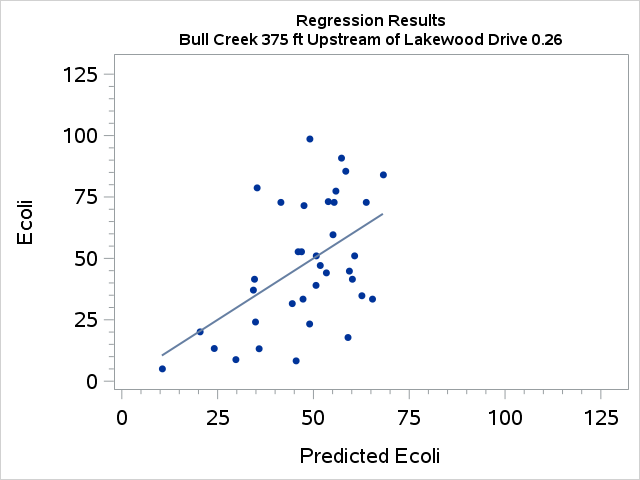 Regression Results
Bull Creek 375 ft Upstream of Lakewood Drive 0.26
125
100
75
50
25
0
Ecoli
0 25 50 75 100 125
Predicted Ecoli